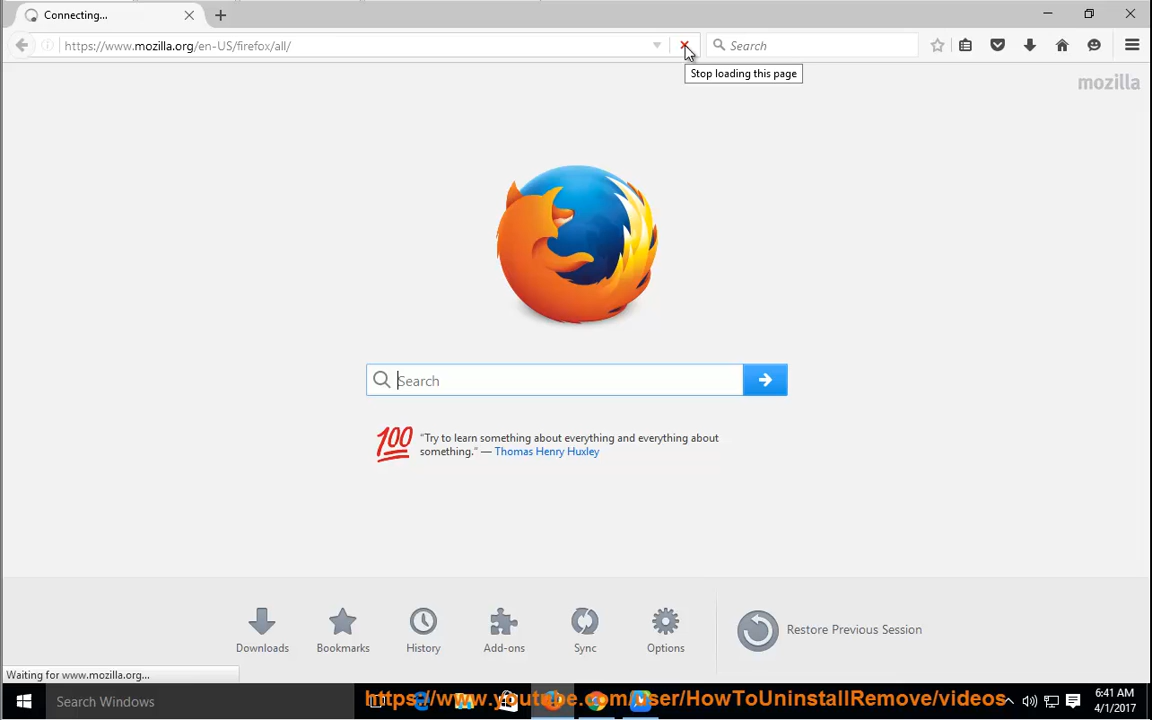 Connecting...
https://www.mozilla.org/en-US/firefox/all/
Search
Stop loading this page
mozilla
Search
100
"Try to learn something about everything and everything about
something." — Thomas Henry Huxley
Downloads
Bookmarks
History
Add-ons
Sync
Options
Restore Previous Session
Waiting for www.mozilla.org...
Search Windows
https://www.youtube.com/user/HowToUninstallRemove/videos
6:41 AM
4/1/2017